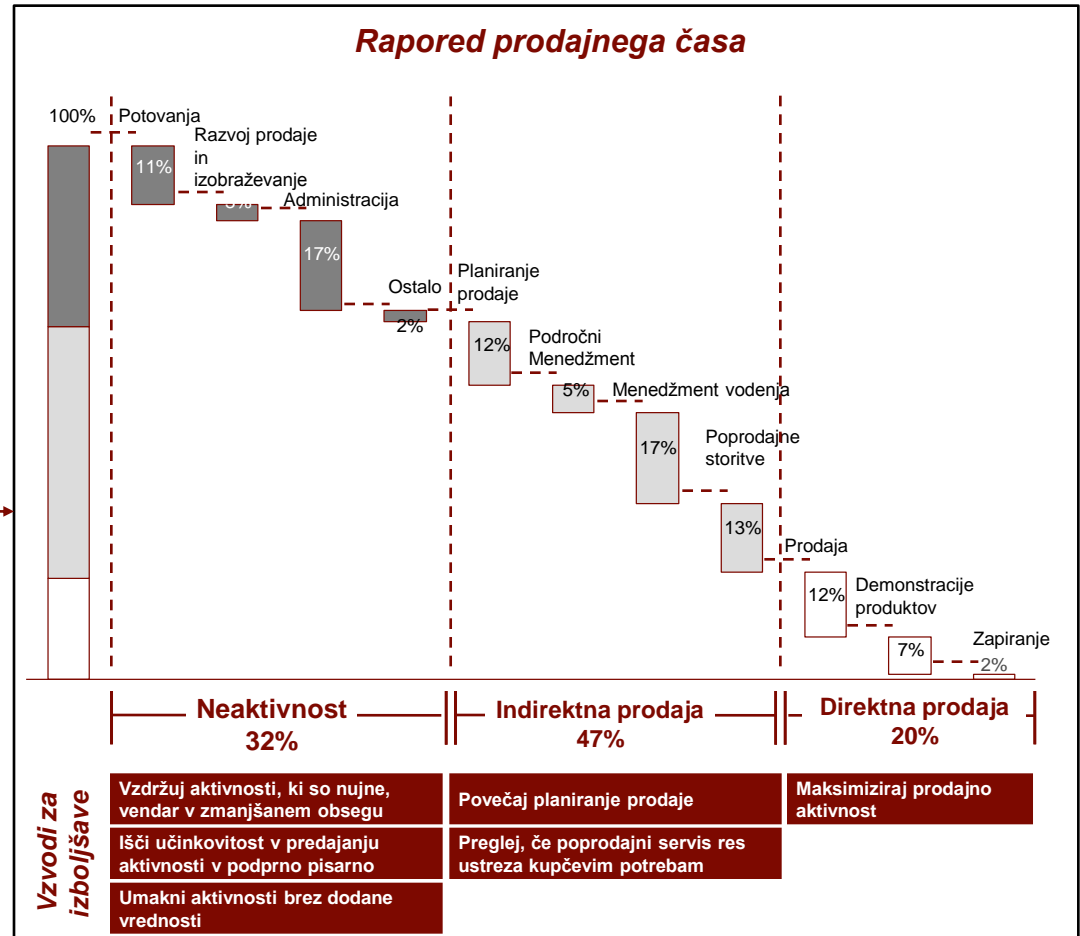 Rapored prodajnega časa
100%
Potovanja
11%
Razvoj prodaje
in
izobraževanje
Administracija
17%
Ostalo
2%
Planiranje
prodaje
12%
Področni
Menedžment
5%
Menedžment vodenja
17%
Poprodajne
storitve
13%
Prodaja
12%
Demonstracije
produktov
7%
Zapiranje
2%
Neaktivnost
32%
Indirektna prodaja
47%
Direktna prodaja
20%
Vzvodi za
izboljšave
Vzdržuj aktivnosti, ki so nujne,
vendar v zmanjšanem obsegu
Išči učinkovitost v predajanju
aktivnosti v podprno pisarno
Umakni aktivnosti brez dodane
vrednosti
Povečaj planiranje prodaje
Preglej, če poprodajni servis res
ustreza kupčevim potrebam
Maksimiziraj prodajno
aktivnost